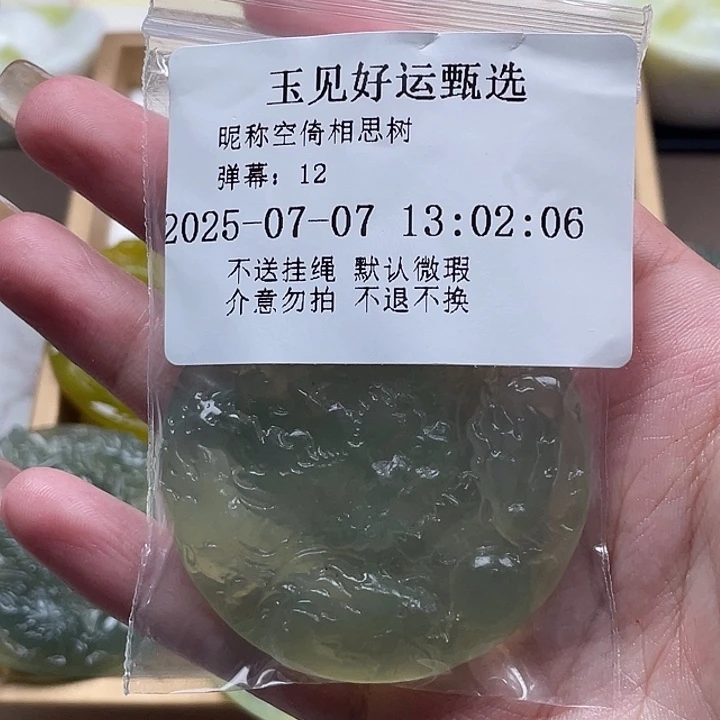 玉见好运甄选
昵称空倚相思树
弹幕：12
2025-07-07 13:02:06
不送挂绳 默认微瑕
介意勿拍 不退不换